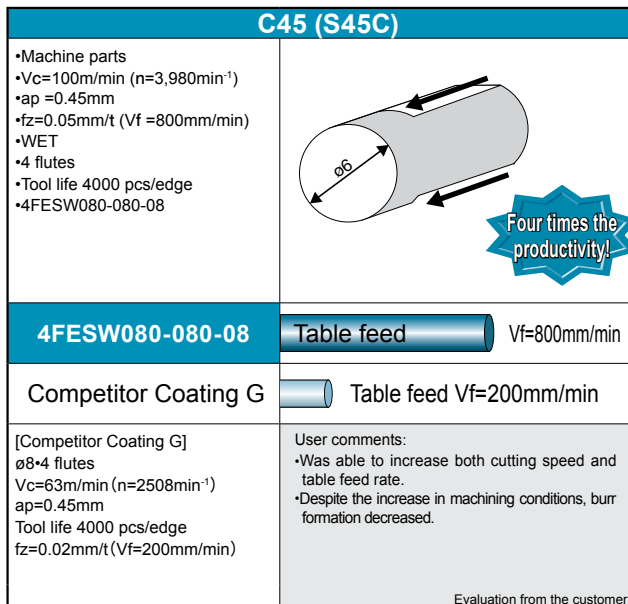 C45 (S45C)
•Machine parts
•Vc=100m/min (n=3,980min⁻¹)
•ap =0.45mm
•fz=0.05mm/t (Vf =800mm/min)
•WET
•4 flutes
•Tool life 4000 pcs/edge
•4FESW080-080-08
ø6
Four times the
productivity!
4FESW080-080-08
Table feed
Vf=800mm/min
Competitor Coating G
Table feed Vf=200mm/min
[Competitor Coating G]
ø8•4 flutes
Vc=63m/min (n=2508min⁻¹)
ap=0.45mm
Tool life 4000 pcs/edge
fz=0.02mm/t (Vf=200mm/min)
User comments:
•Was able to increase both cutting speed and
table feed rate.
•Despite the increase in machining conditions, burr
formation decreased.
Evaluation from the customer